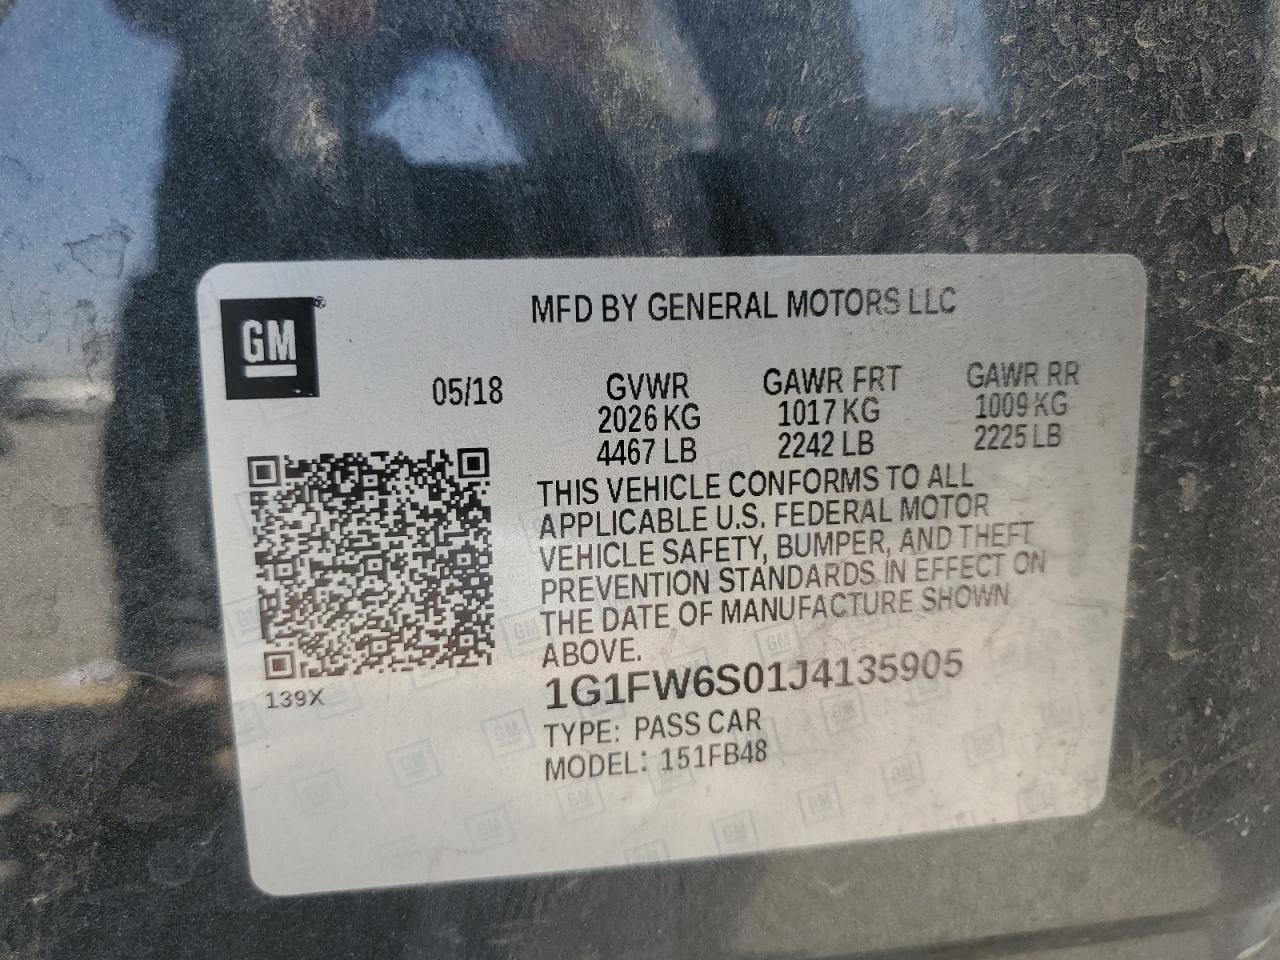 GM®
MFD BY GENERAL MOTORS LLC
05/18
GVWR
2026 KG
4467 LB
GAWR FRT
1017 KG
2242 LB
GAWR RR
1009 KG
2225 LB
THIS VEHICLE CONFORMS TO ALL
APPLICABLE U.S. FEDERAL MOTOR
VEHICLE SAFETY, BUMPER, AND THEFT
PREVENTION STANDARDS IN EFFECT ON
THE DATE OF MANUFACTURE SHOWN
ABOVE.
139X
1G1FW6S01J4135905
TYPE: PASS CAR
MODEL: 151FB48